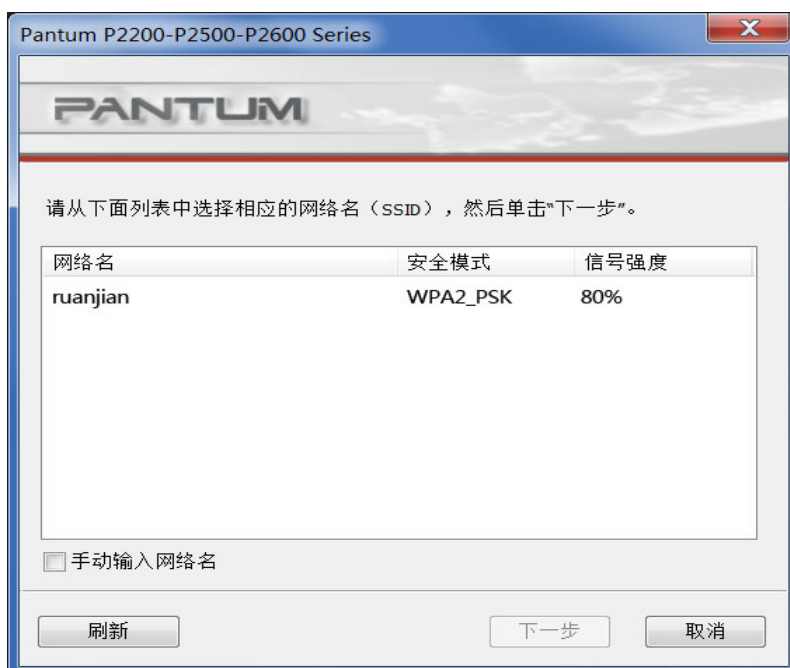 Pantum P2200-P2500-P2600 Series
PANTUM
请从下面列表中选择相应的网络名（SSID），然后单击“下一步”。
网络名 安全模式 信号强度
ruanjian WPA2_PSK 80%
手动输入网络名
刷新 下一步 取消